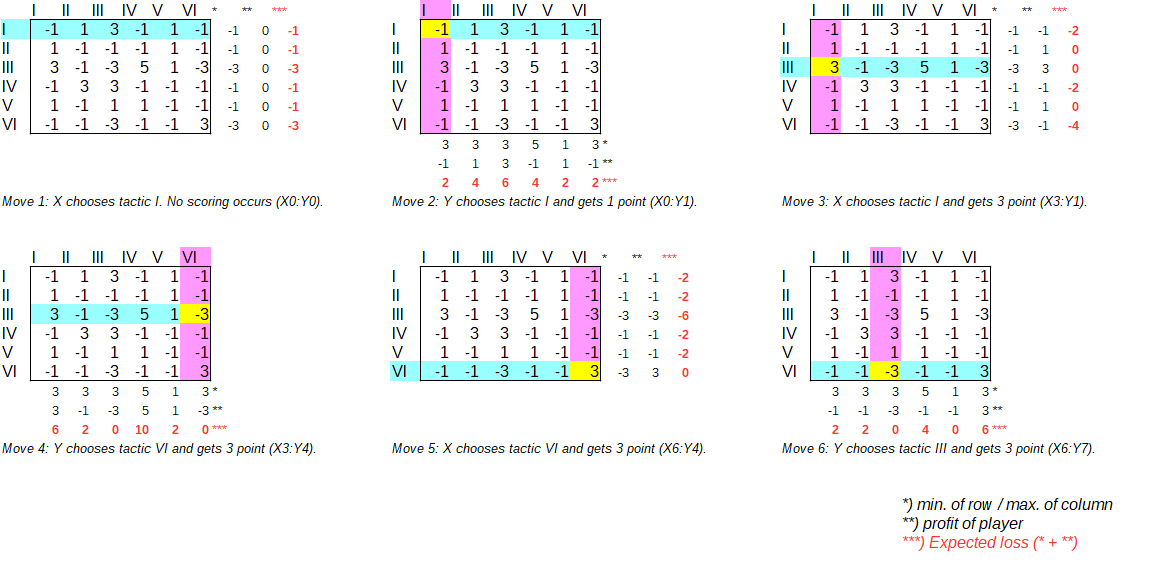 I II III IV V VI * ** ***
I -1 1 3 -1 1 -1 -1 0 -1
II 1 -1 -1 -1 1 -1 -1 0 -1
III 3 -1 -3 5 1 -3 -3 0 -3
IV -1 3 3 -1 -1 -1 -1 0 -1
V 1 -1 1 1 1 -1 -1 0 -1
VI -1 -1 -3 -1 -1 3 -3 0 -3
Move 1: X chooses tactic I. No scoring occurs (X0:Y0).
I II III IV V VI
I -1 1 3 -1 1 -1
II 1 -1 -1 -1 1 -1
III 3 -1 -3 5 1 -3
IV -1 3 3 -1 -1 -1
V 1 -1 1 1 1 -1
VI -1 -1 -3 -1 -1 3
3 3 3 5 1 3 *
-1 1 3 -1 1 -1 **
2 4 6 4 2 2 ***
Move 2: Y chooses tactic I and gets 1 point (X0:Y1).
I II III IV V VI * ** ***
I -1 1 3 -1 1 -1 -1 -1 -2
II 1 -1 -1 -1 1 -1 -1 1 0
III 3 -1 -3 5 1 -3 -3 3 0
IV -1 3 3 -1 -1 -1 -1 -1 -2
V 1 -1 1 1 1 -1 -1 1 0
VI -1 -1 -3 -1 -1 3 -3 -1 -4
Move 3: X chooses tactic I and gets 3 point (X3:Y1).
I II III IV V VI
I -1 1 3 -1 1 -1
II 1 -1 -1 -1 1 -1
III 3 -1 -3 5 1 -3
IV -1 3 3 -1 -1 -1
V 1 -1 1 1 1 -1
VI -1 -1 -3 -1 -1 3
3 3 3 5 1 3 *
3 -1 -3 5 1 -3 **
6 2 0 10 2 0 ***
Move 4: Y chooses tactic VI and gets 3 point (X3:Y4).
I II III IV V VI * ** ***
I -1 1 3 -1 1 -1 -1 -1 -2
II 1 -1 -1 -1 1 -1 -1 -1 -2
III 3 -1 -3 5 1 -3 -3 -3 -6
IV -1 3 3 -1 -1 -1 -1 -1 -2
V 1 -1 1 1 1 -1 -1 -1 -2
VI -1 -1 -3 -1 -1 3 -3 3 0
Move 5: X chooses tactic VI and gets 3 point (X6:Y4).
I II III IV V VI
I -1 1 3 -1 1 -1
II 1 -1 -1 -1 1 -1
III 3 -1 -3 5 1 -3
IV -1 3 3 -1 -1 -1
V 1 -1 1 1 1 -1
VI -1 -1 -3 -1 -1 3
3 3 3 5 1 3 *
-1 -1 -3 -1 -1 3 **
2 2 0 4 0 6 ***
Move 6: Y chooses tactic III and gets 3 point (X6:Y7).
*) min. of row / max. of column
**) profit of player
***) Expected loss (* + **)